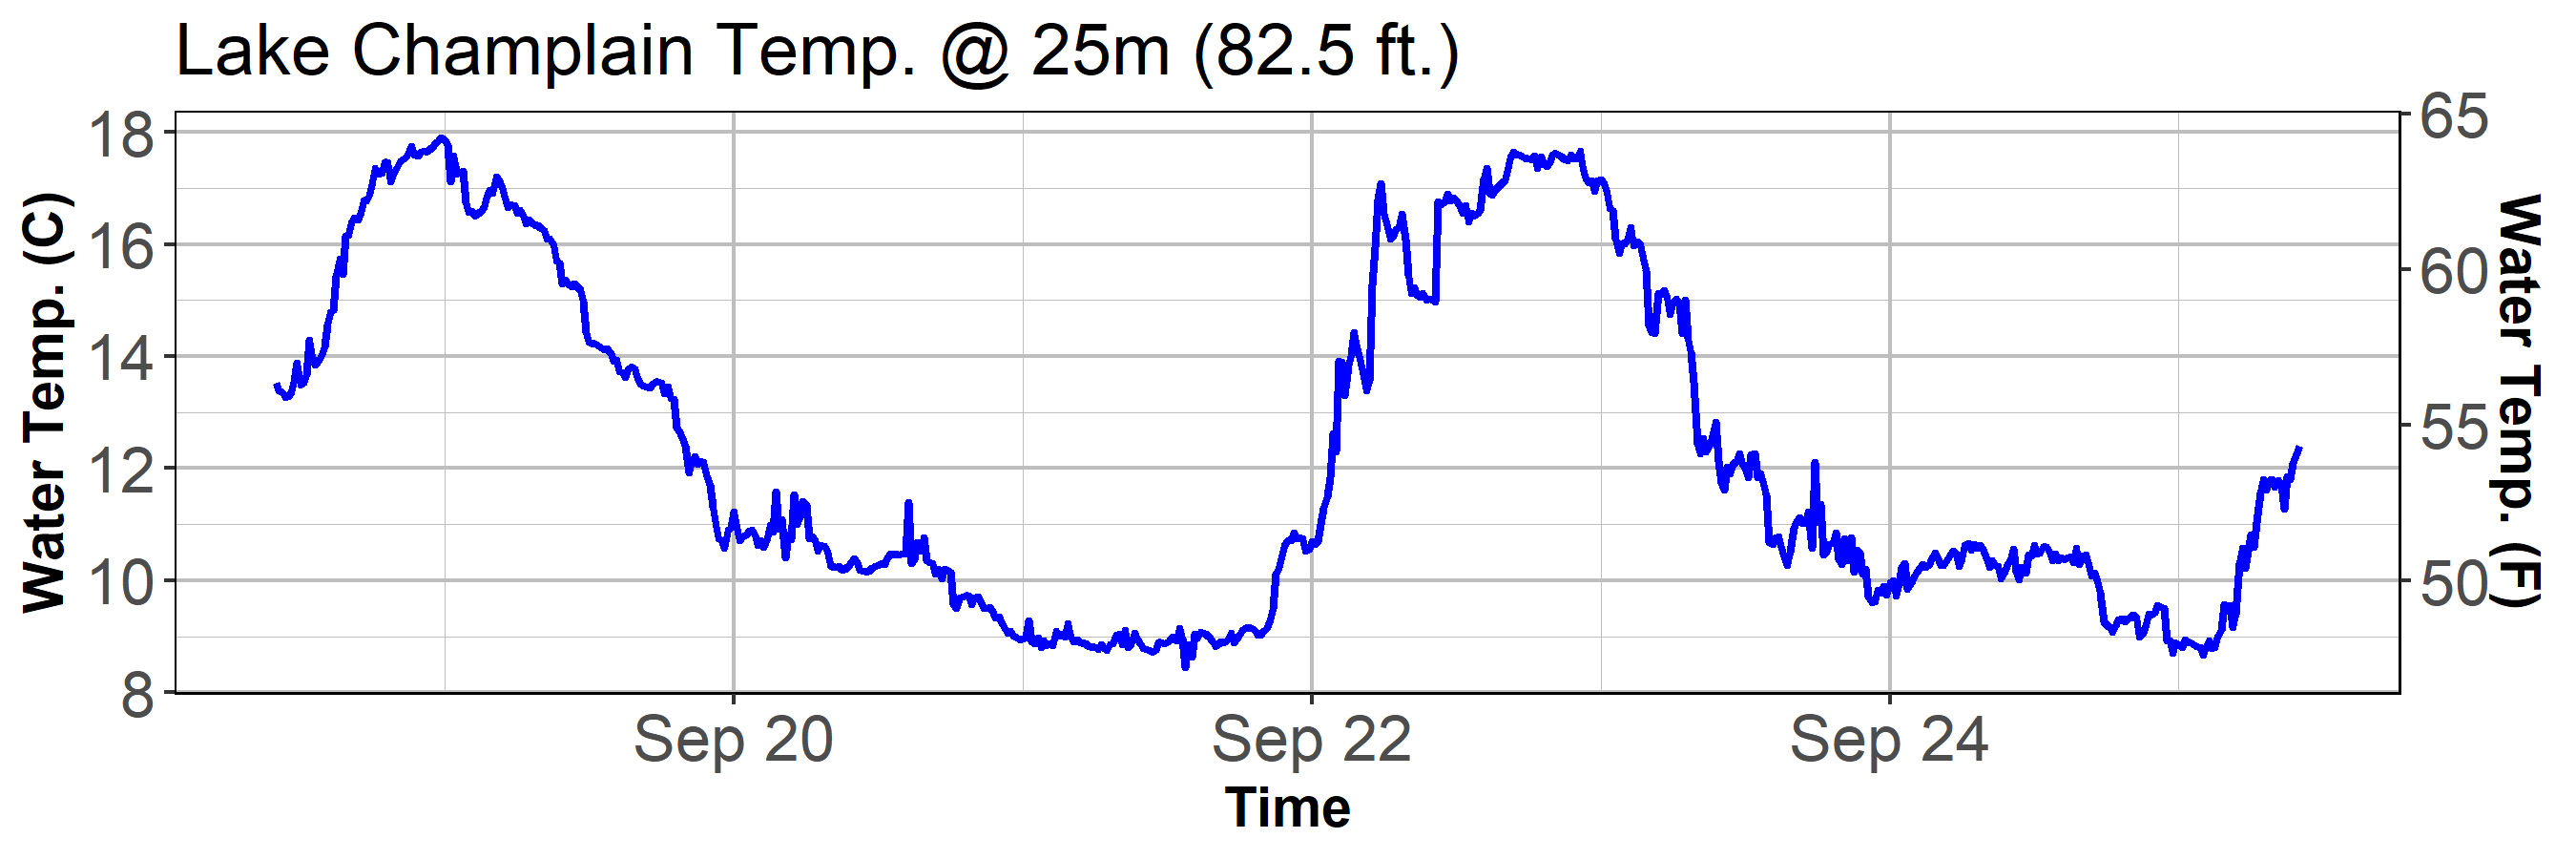 Lake Champlain Temp. @ 25m (82.5 ft.)
Water Temp. (C)
18
16
14
12
10
8
65
60
55
50
Water Temp. (F)
Sep 20 Sep 22 Sep 24
Time